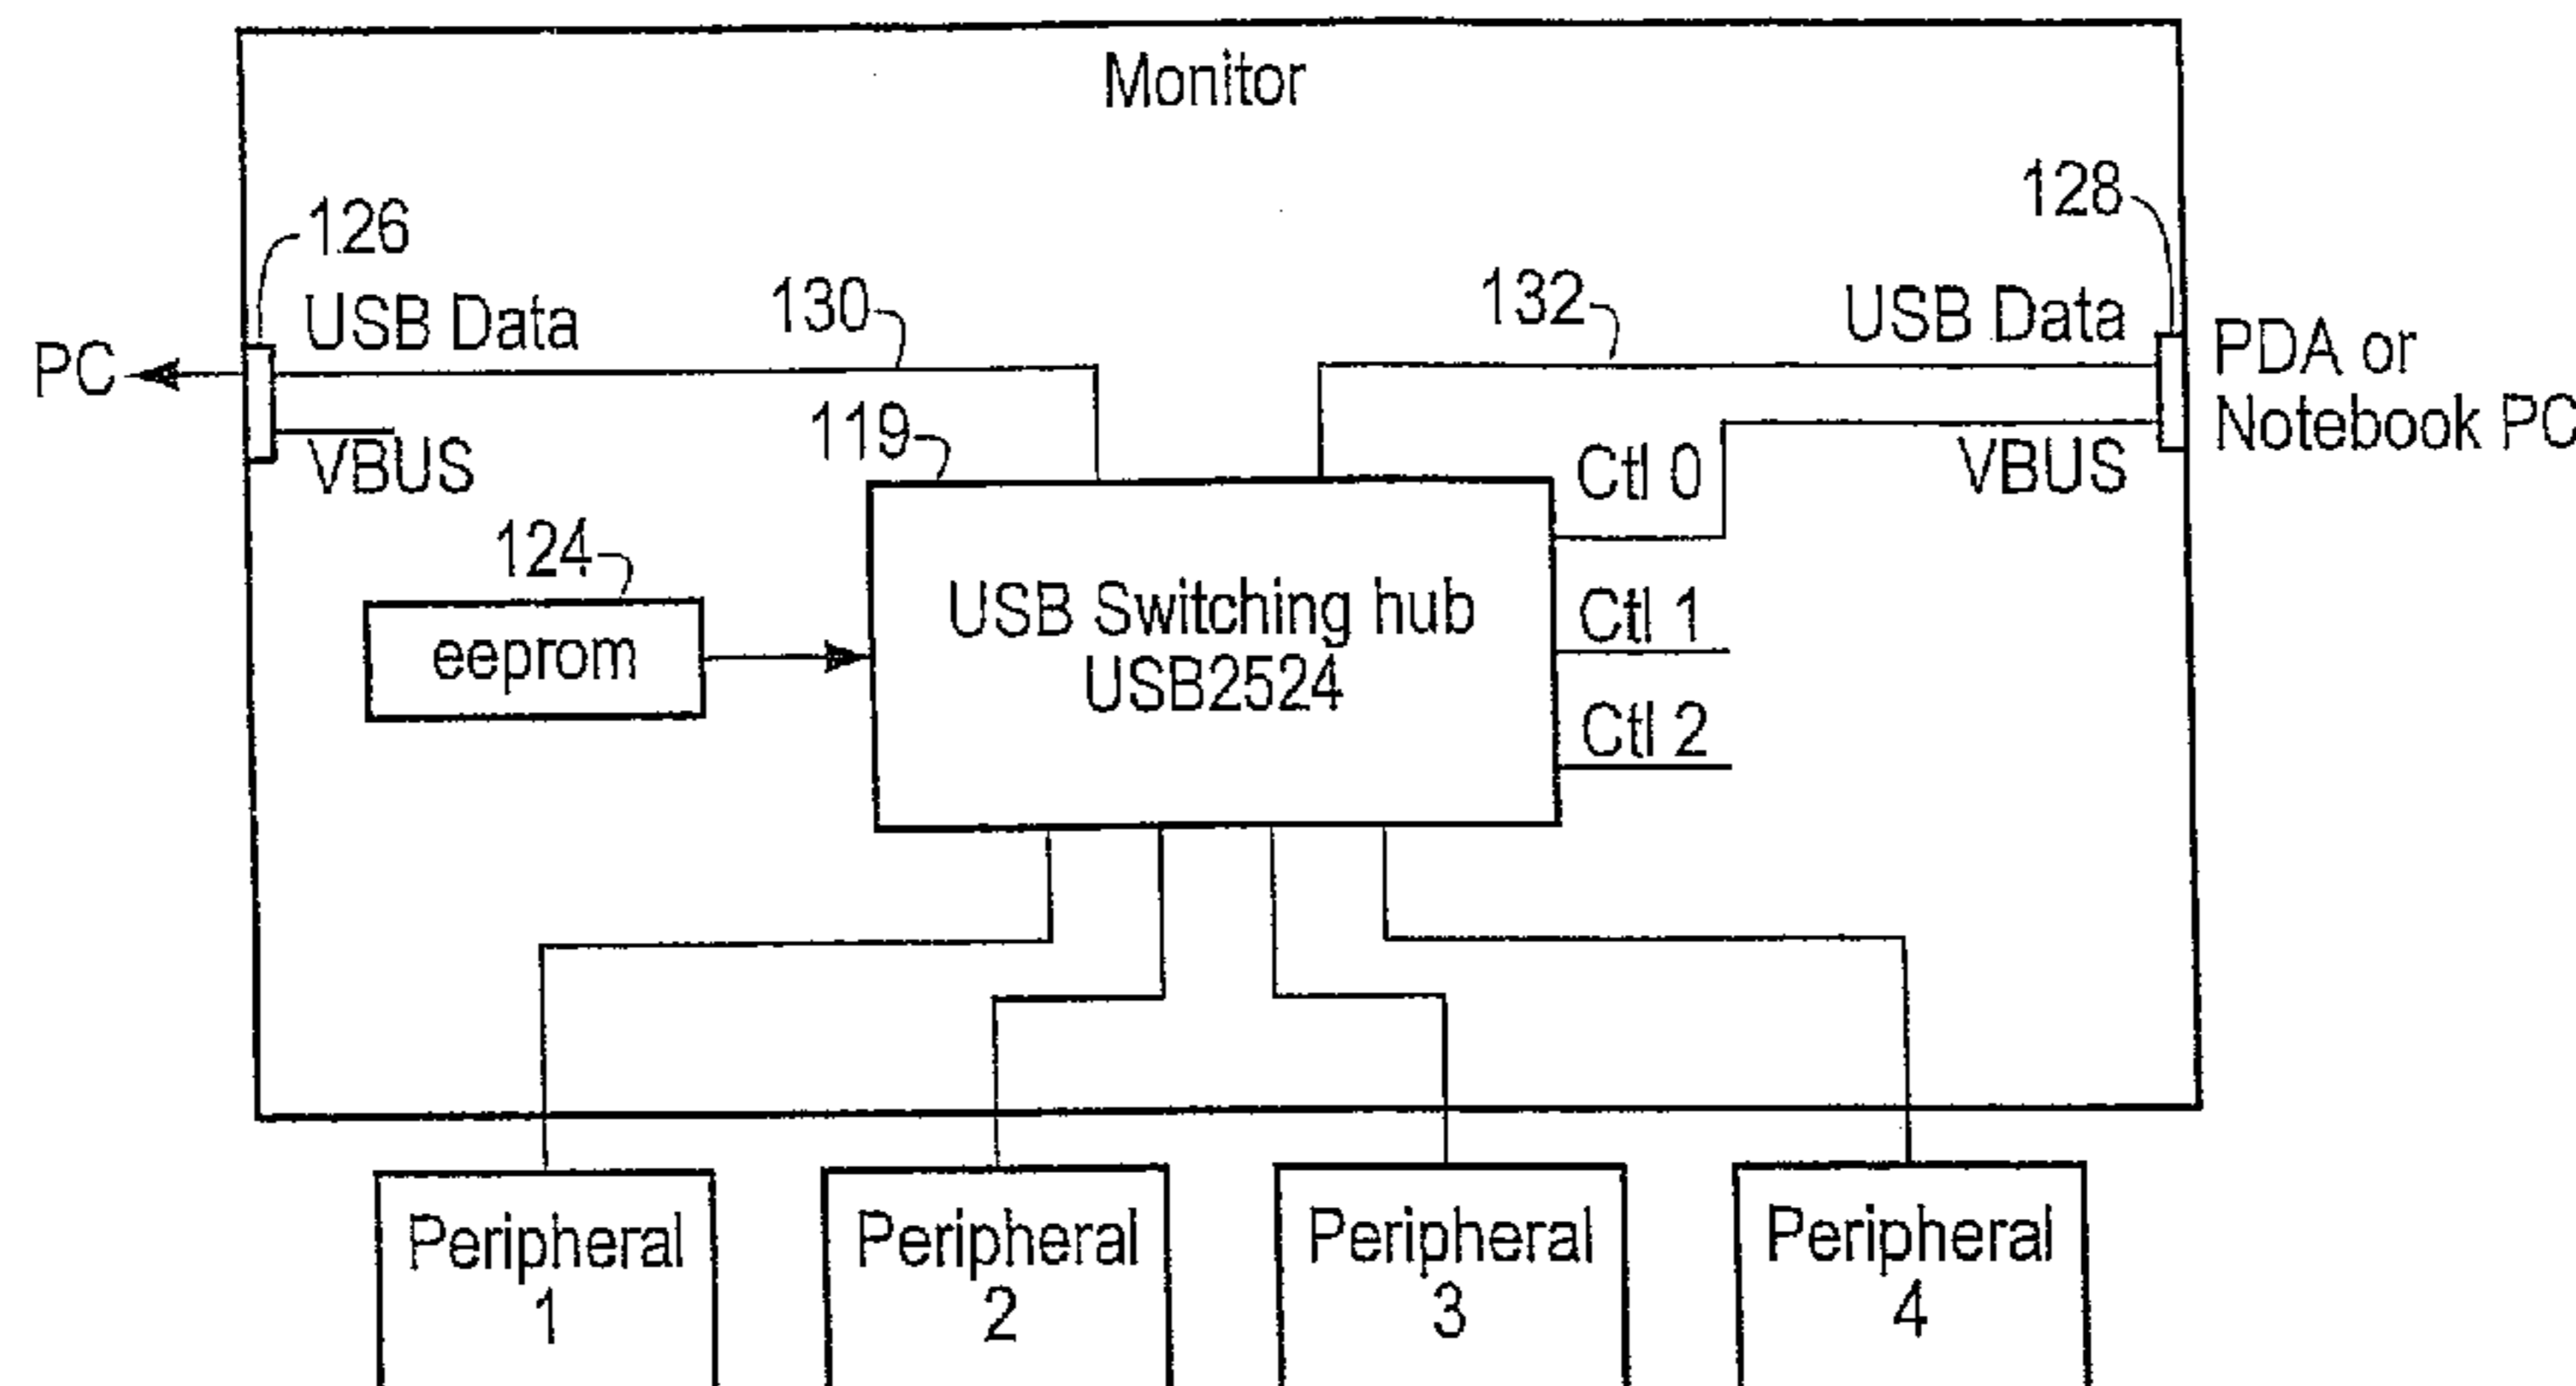 Monitor
126
128
USB Data
130
132
USB Data
PC
PDA or
Notebook PC
VBUS
119
Ctl 0
VBUS
124
eeprom
USB Switching hub
USB2524
Ctl 1
Ctl 2
Peripheral
1
Peripheral
2
Peripheral
3
Peripheral
4